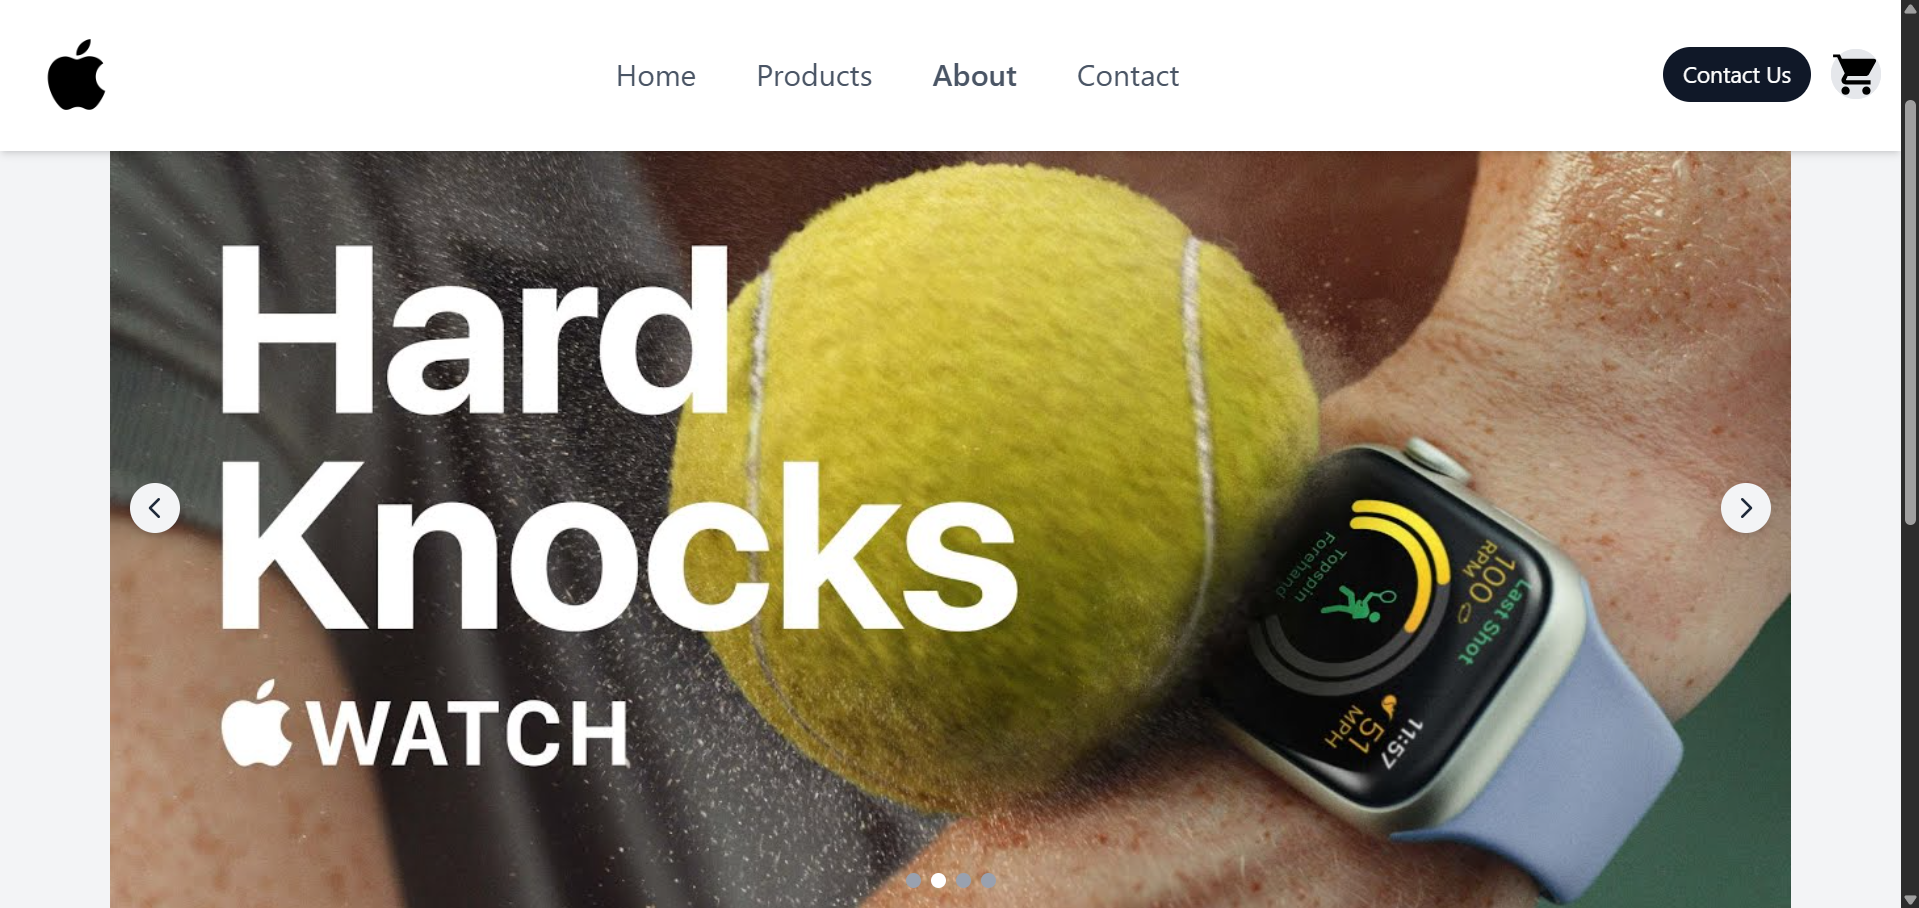 Home Products About Contact Contact Us
Hard
Knocks
WATCH
Topspin
Forehand
100
RPM
Last Shot
51
MPH
11:57